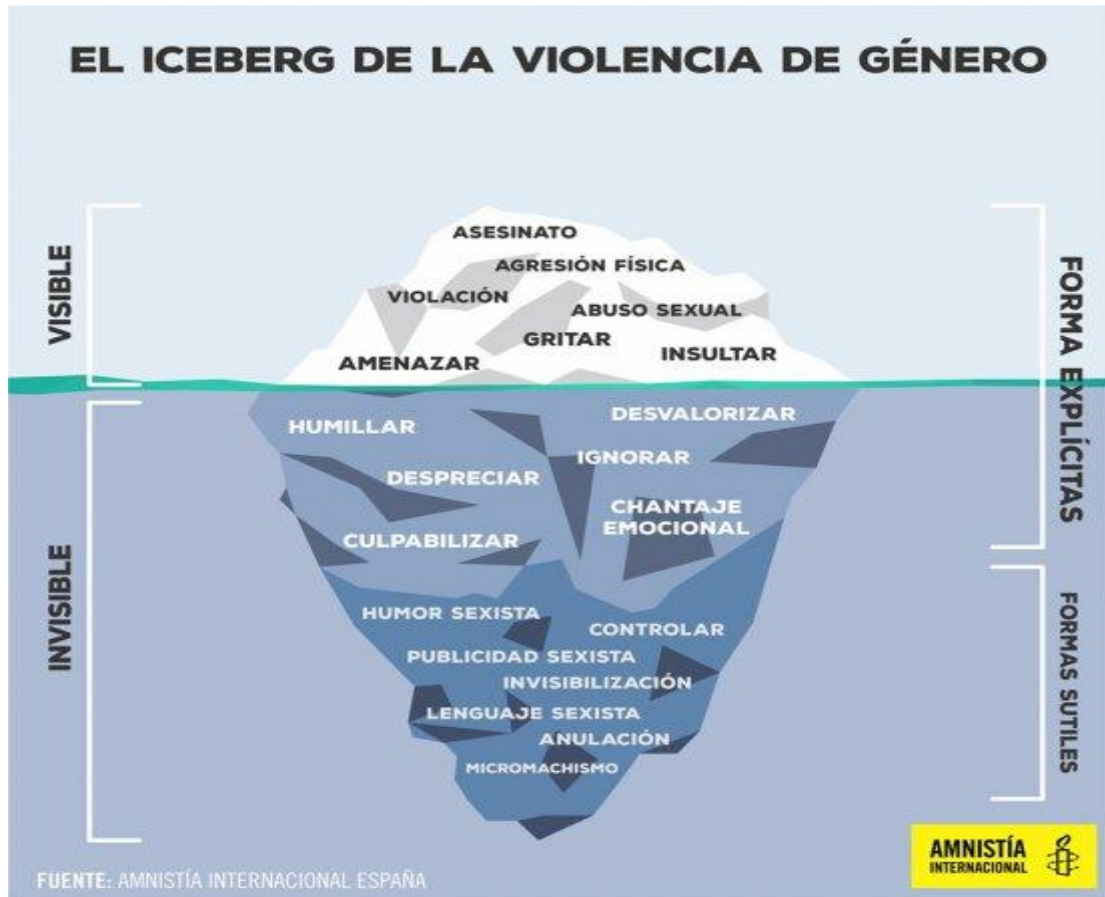 EL ICEBERG DE LA VIOLENCIA DE GÉNERO
VISIBLE
ASESINATO
AGRESIÓN FÍSICA
VIOLACIÓN
ABUSO SEXUAL
GRITAR
INSULTAR
AMENAZAR
FORMA EXPLÍCITAS
INVISIBLE
DESVALORIZAR
HUMILLAR
IGNORAR
DESPRECIAR
CHANTAJE
EMOCIONAL
CULPABILIZAR
HUMOR SEXISTA
CONTROLAR
PUBLICIDAD SEXISTA
INVISIBILIZACIÓN
LENGUAJE SEXISTA
ANULACIÓN
MICROMACHISMO
FORMAS SUTILES
AMNISTÍA
INTERNACIONAL
FUENTE: AMNISTÍA INTERNACIONAL ESPAÑA